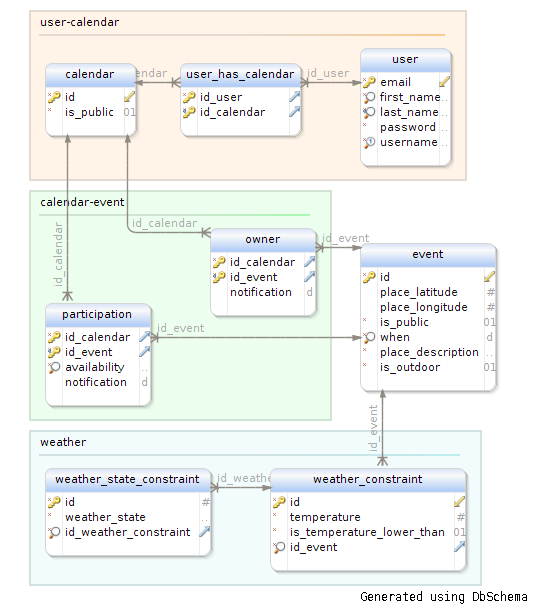 user-calendar
calendar
id
is_public 01
endar
user_has_calendar
id_user
id_calendar
id_user
user
email
first_name..
last_name..
password ..
username..
calendar-event
id_calendar
id_calendar
owner
id_calendar
id_event
notification d
id_event
event
id
place_latitude #
place_longitude #
is_public 01
when d
place_description ..
is_outdoor 01
participation
id_calendar
id_event
availability ..
notification d
id_event
id_event
weather
weather_state_constraint
id #
weather_state ..
id_weather_constraint
id_weathe
weather_constraint
id
temperature #
is_temperature_lower_than 01
id_event
Generated using DbSchema